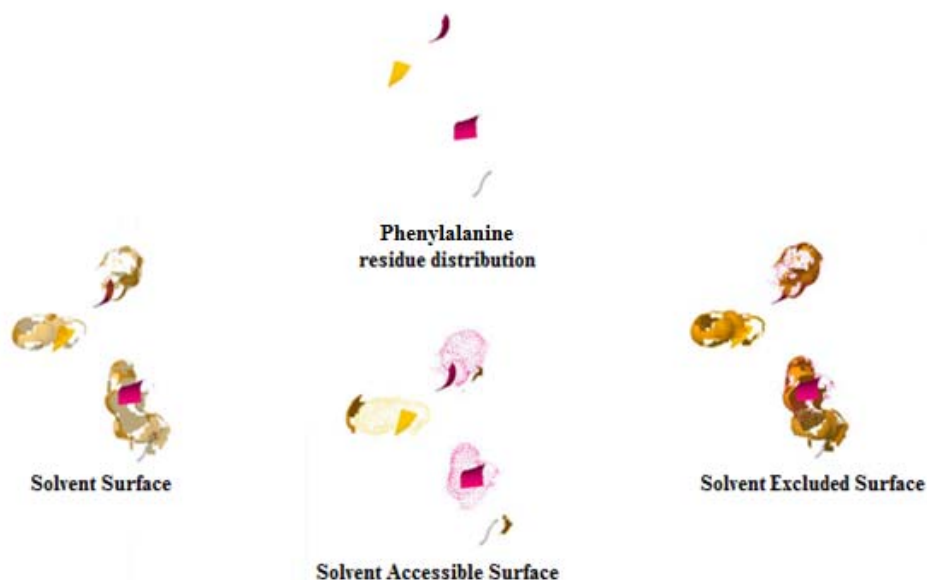 Phenylalanine
residue distribution
Solvent Surface
Solvent Excluded Surface
Solvent Accessible Surface